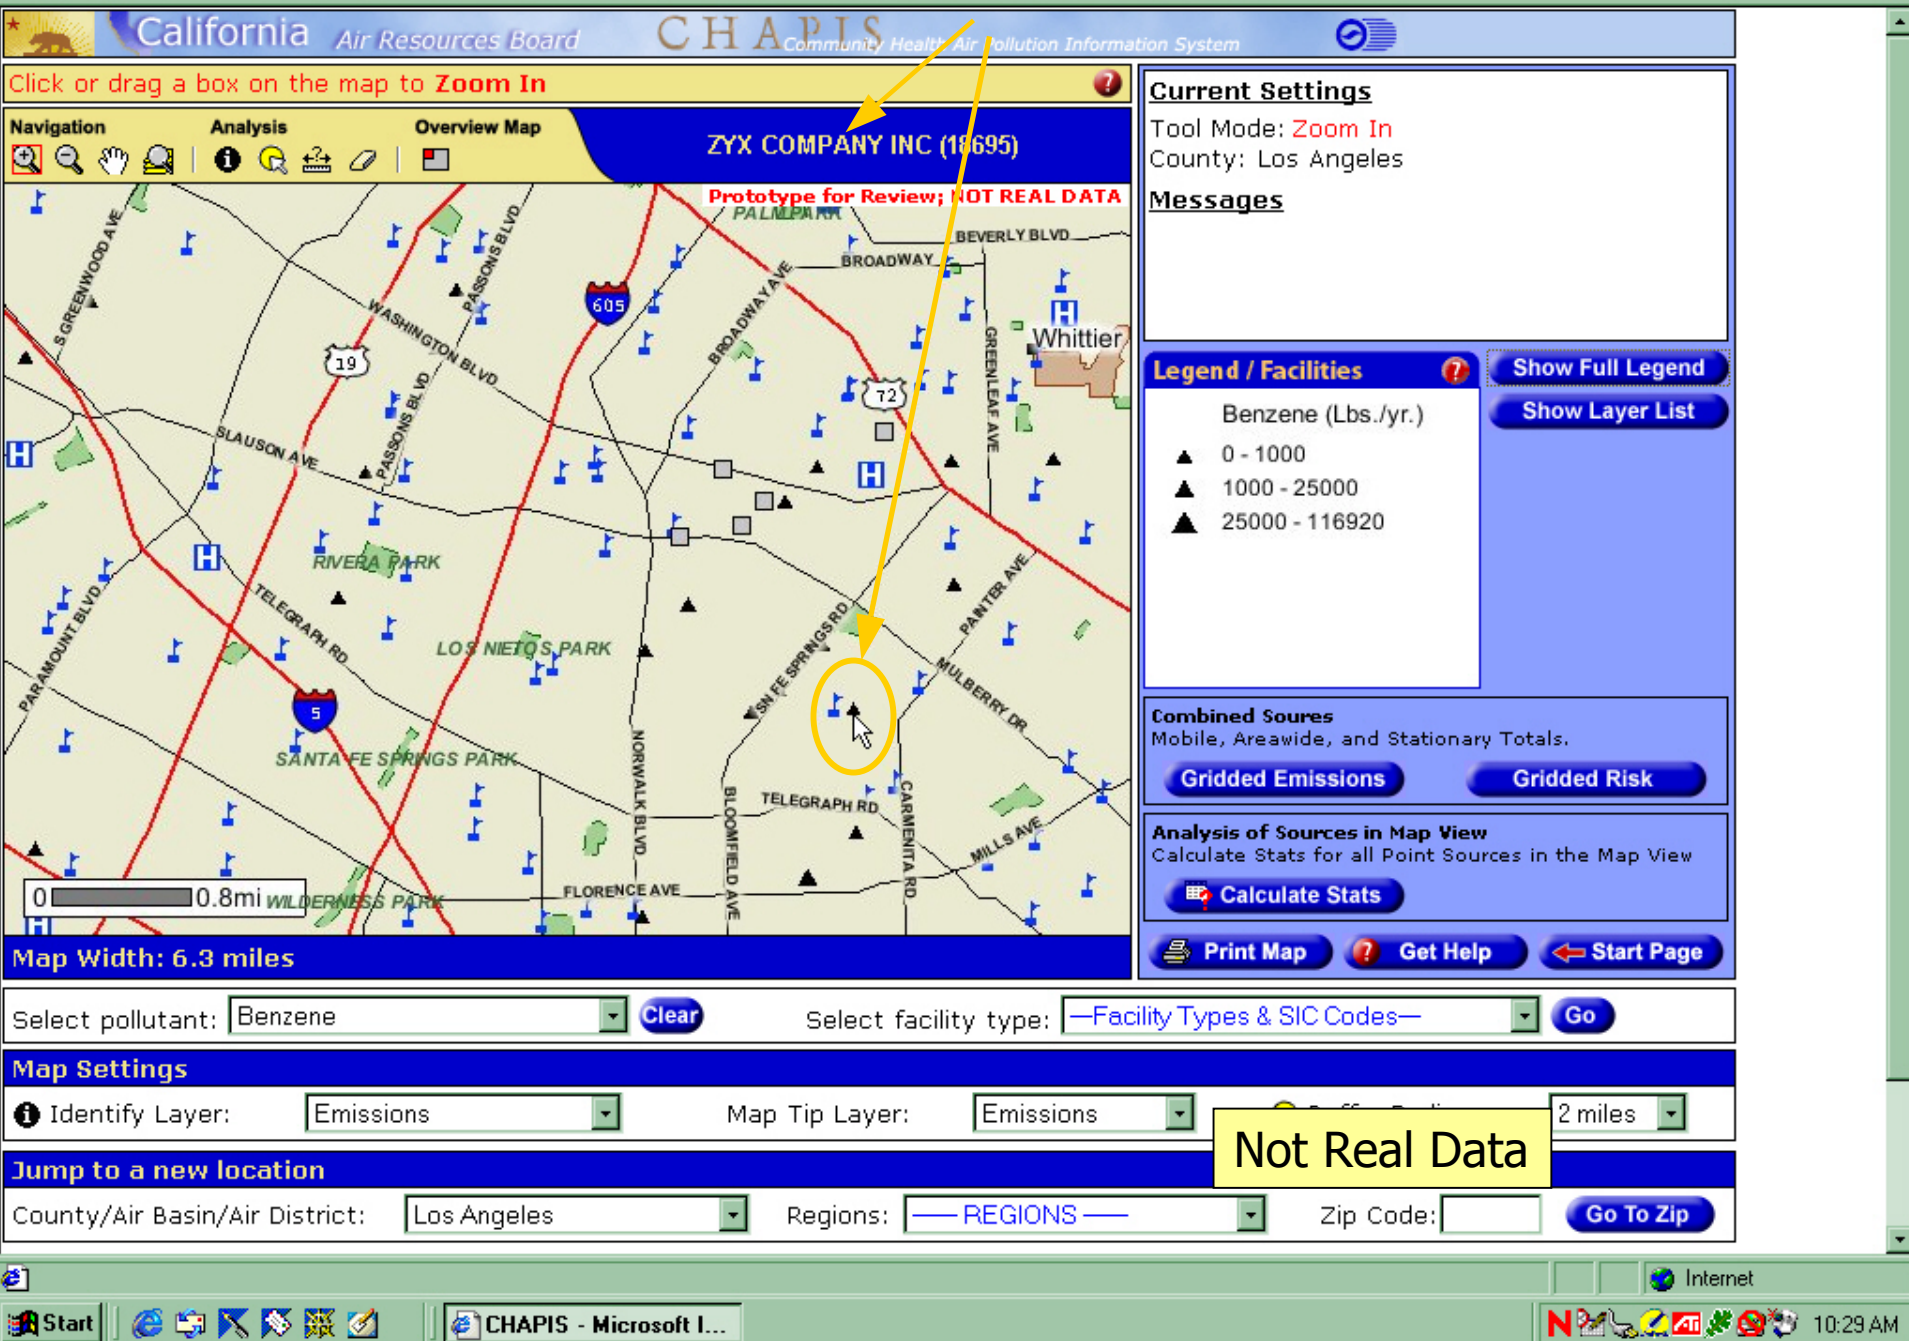 California Air Resources Board
CHAPIS
Community Health Air Pollution Information System
Click or drag a box on the map to Zoom In
Navigation
Analysis
Overview Map
ZYX COMPANY INC (18695)
Prototype for Review; NOT REAL DATA
PALM PARK
BEVERLY BLVD
BROADWAY
S GREENWOOD AVE
PASSONS BLVD
WASHINGTON BLVD
605
BROADWAY AVE
GREENLEAF AVE
H
Whittier
19
72
PASSONS BLVD
SLAUSON AVE
H
H
H
RIVERA PARK
TELEGRAPH RD
PARAMOUNT BLVD
LOS NIETOS PARK
SN FE SPRINGS RD
PAINTER AVE
MULBERRY DR
5
SANTA FE SPRINGS PARK
NORWALK BLVD
BLOOMFIELD AVE
TELEGRAPH RD
CARMENITA RD
MILLS AVE
FLORENCE AVE
0 0.8mi
WILDERNESS PARK
H
Map Width: 6.3 miles
Current Settings
Tool Mode: Zoom In
County: Los Angeles
Messages
Legend / Facilities
Show Full Legend
Show Layer List
Benzene (Lbs./yr.)
0 - 1000
1000 - 25000
25000 - 116920
Combined Soures
Mobile, Areawide, and Stationary Totals.
Gridded Emissions
Gridded Risk
Analysis of Sources in Map View
Calculate Stats for all Point Sources in the Map View
Calculate Stats
Print Map
Get Help
Start Page
Select pollutant: Benzene
Clear
Select facility type: —Facility Types & SIC Codes—
Go
Map Settings
Identify Layer: Emissions
Map Tip Layer: Emissions
2 miles
Not Real Data
Jump to a new location
County/Air Basin/Air District: Los Angeles
Regions: —— REGIONS ——
Zip Code:
Go To Zip
Internet
Start
CHAPIS - Microsoft I...
10:29 AM